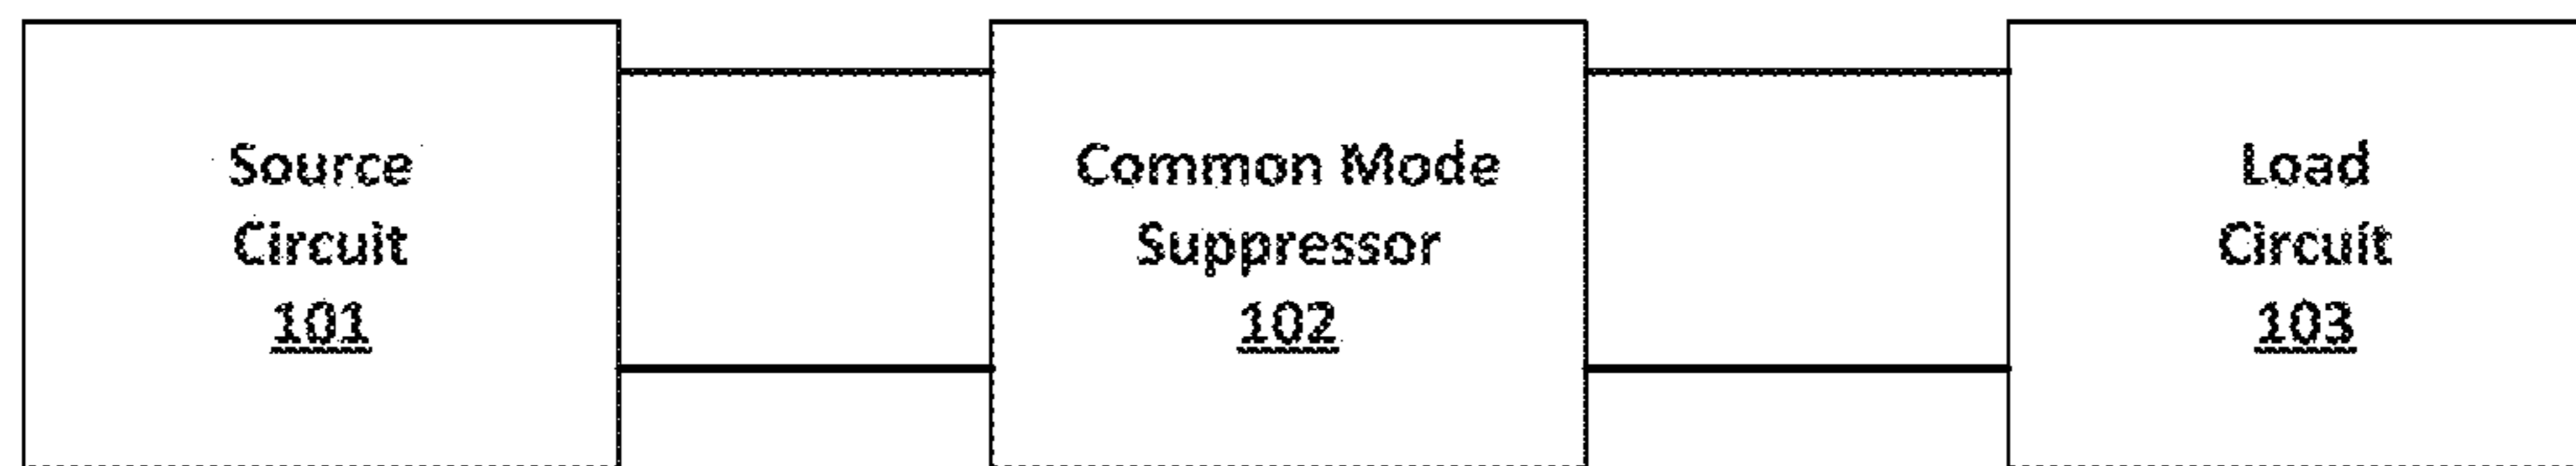 Source
Circuit
101
Common Mode
Suppressor
102
Load
Circuit
103